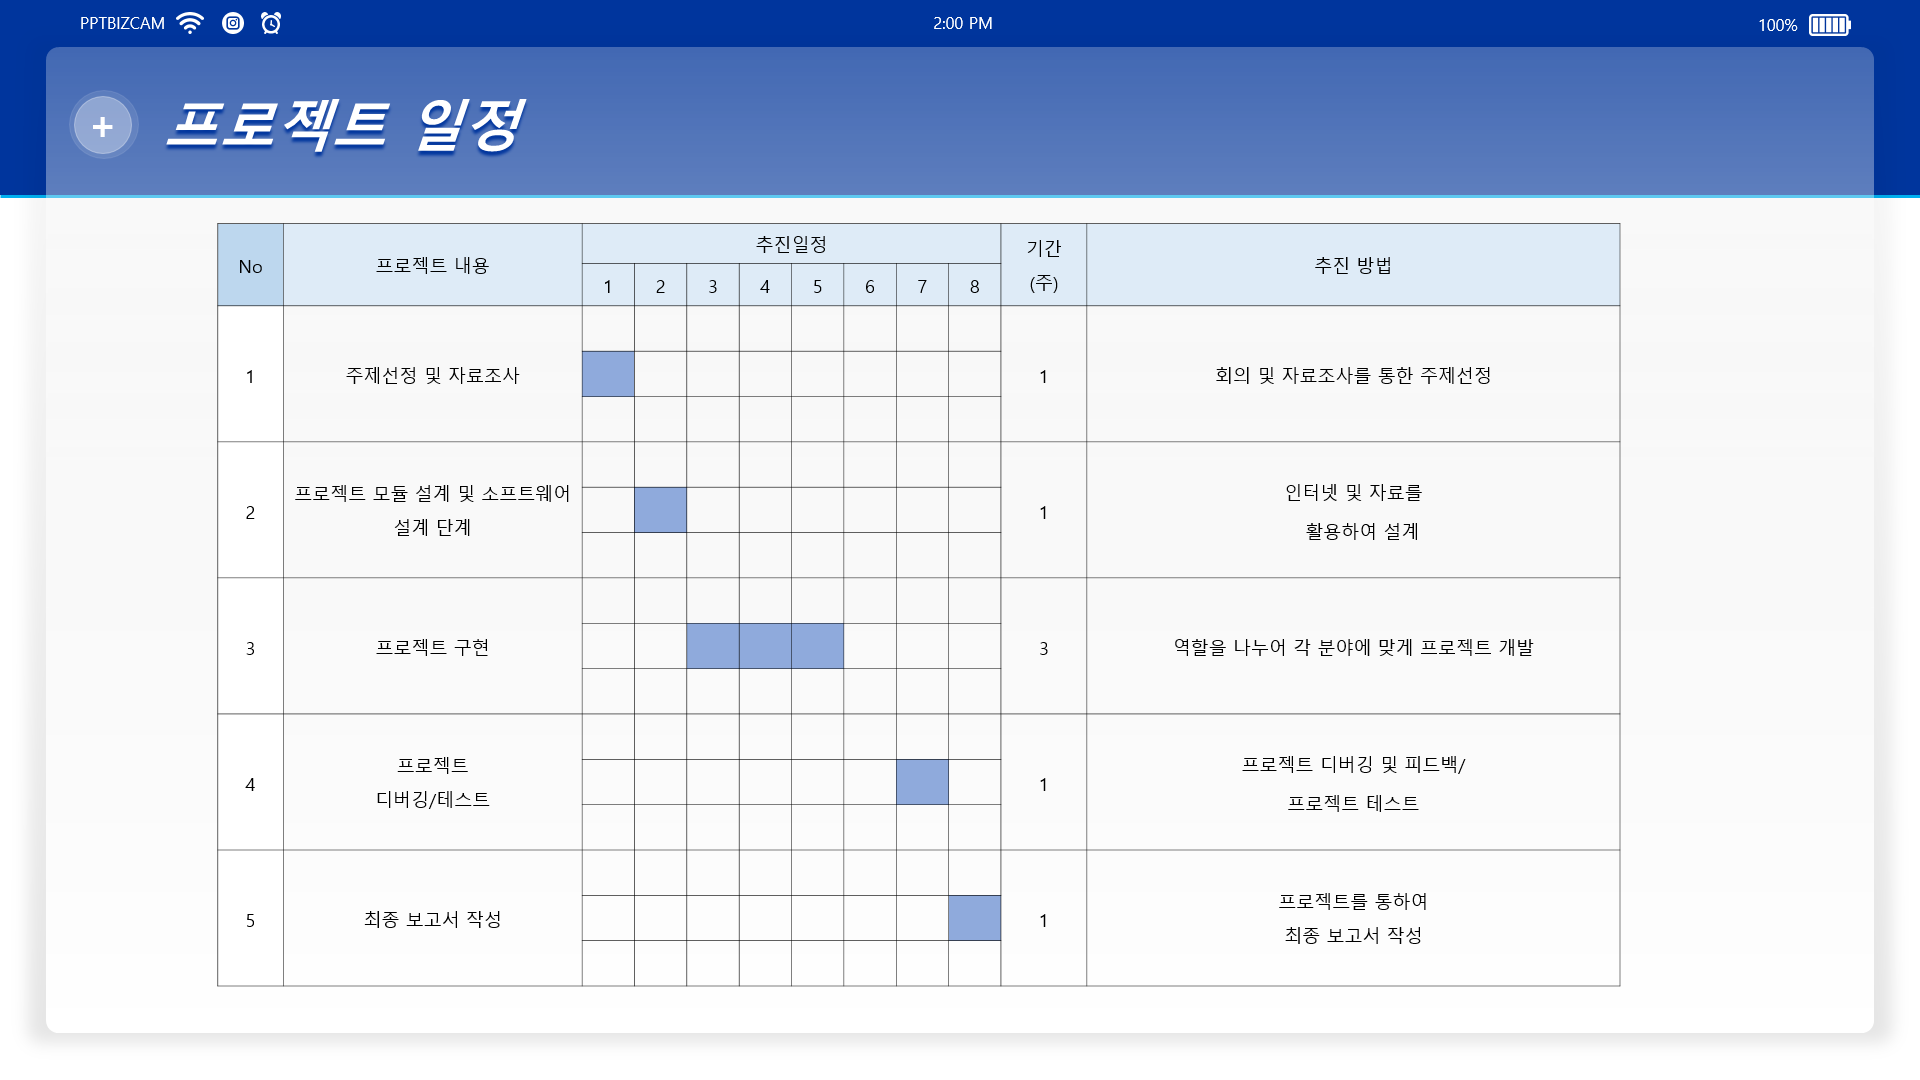 PPTBIZCAM
2:00 PM
100%
프로젝트 일정
No
프로젝트 내용
추진일정
기간
(주)
추진 방법
1 2 3 4 5 6 7 8
1
주제선정 및 자료조사
1
회의 및 자료조사를 통한 주제선정
2
프로젝트 모듈 설계 및 소프트웨어
설계 단계
1
인터넷 및 자료를
활용하여 설계
3
프로젝트 구현
3
역할을 나누어 각 분야에 맞게 프로젝트 개발
4
프로젝트
디버깅/테스트
1
프로젝트 디버깅 및 피드백/
프로젝트 테스트
5
최종 보고서 작성
1
프로젝트를 통하여
최종 보고서 작성